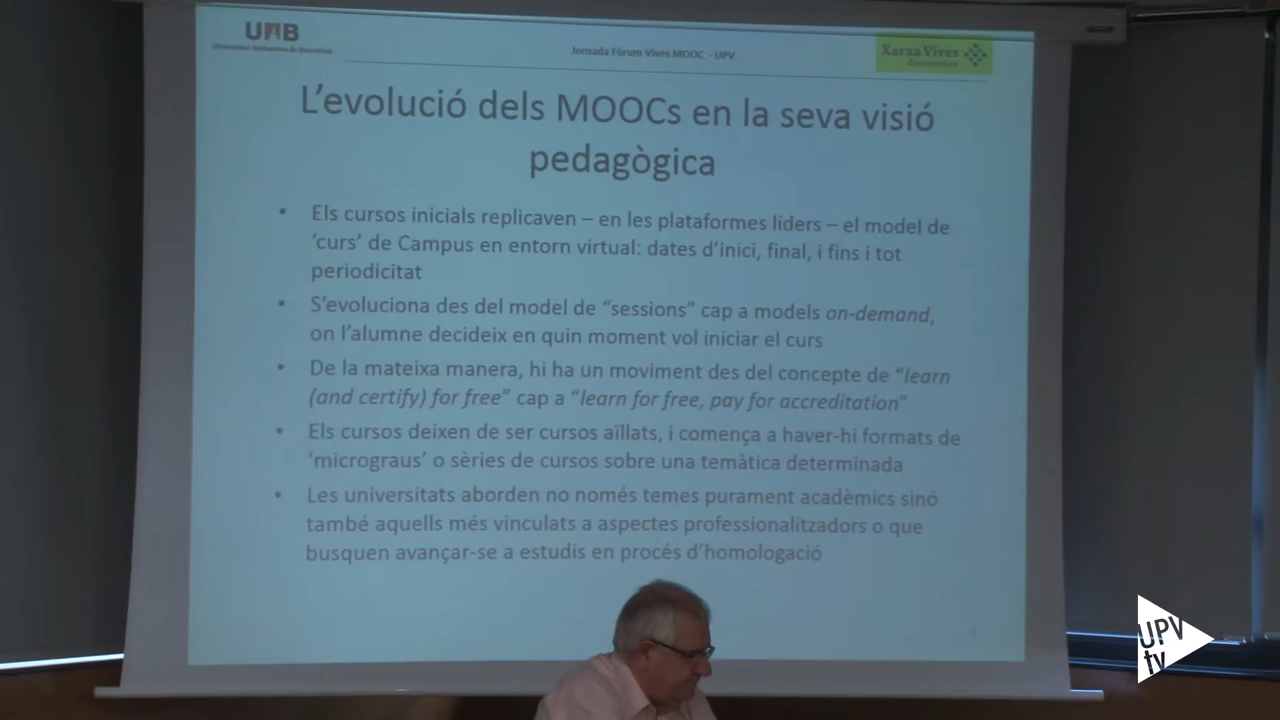 UAB
Universitat Autònoma de Barcelona
Jornada Fòrum Vives MOOC - UPV
Xarxa Vives
L'evolució dels MOOCs en la seva visió
pedagògica
• Els cursos inicials replicaven – en les plataformes líders – el model de
'curs' de Campus en entorn virtual: dates d'inici, final, i fins i tot
periodicitat
• S'evoluciona des del model de "sessions" cap a models on-demand,
on l'alumne decideix en quin moment vol iniciar el curs
• De la mateixa manera, hi ha un moviment des del concepte de "learn
(and certify) for free" cap a "learn for free, pay for accreditation"
• Els cursos deixen de ser cursos aïllats, i comença a haver-hi formats de
'micrograus' o sèries de cursos sobre una temàtica determinada
• Les universitats aborden no només temes purament acadèmics sinó
també aquells més vinculats a aspectes professionalitzadors o que
busquen avançar-se a estudis en procés d'homologació
UPV
tv